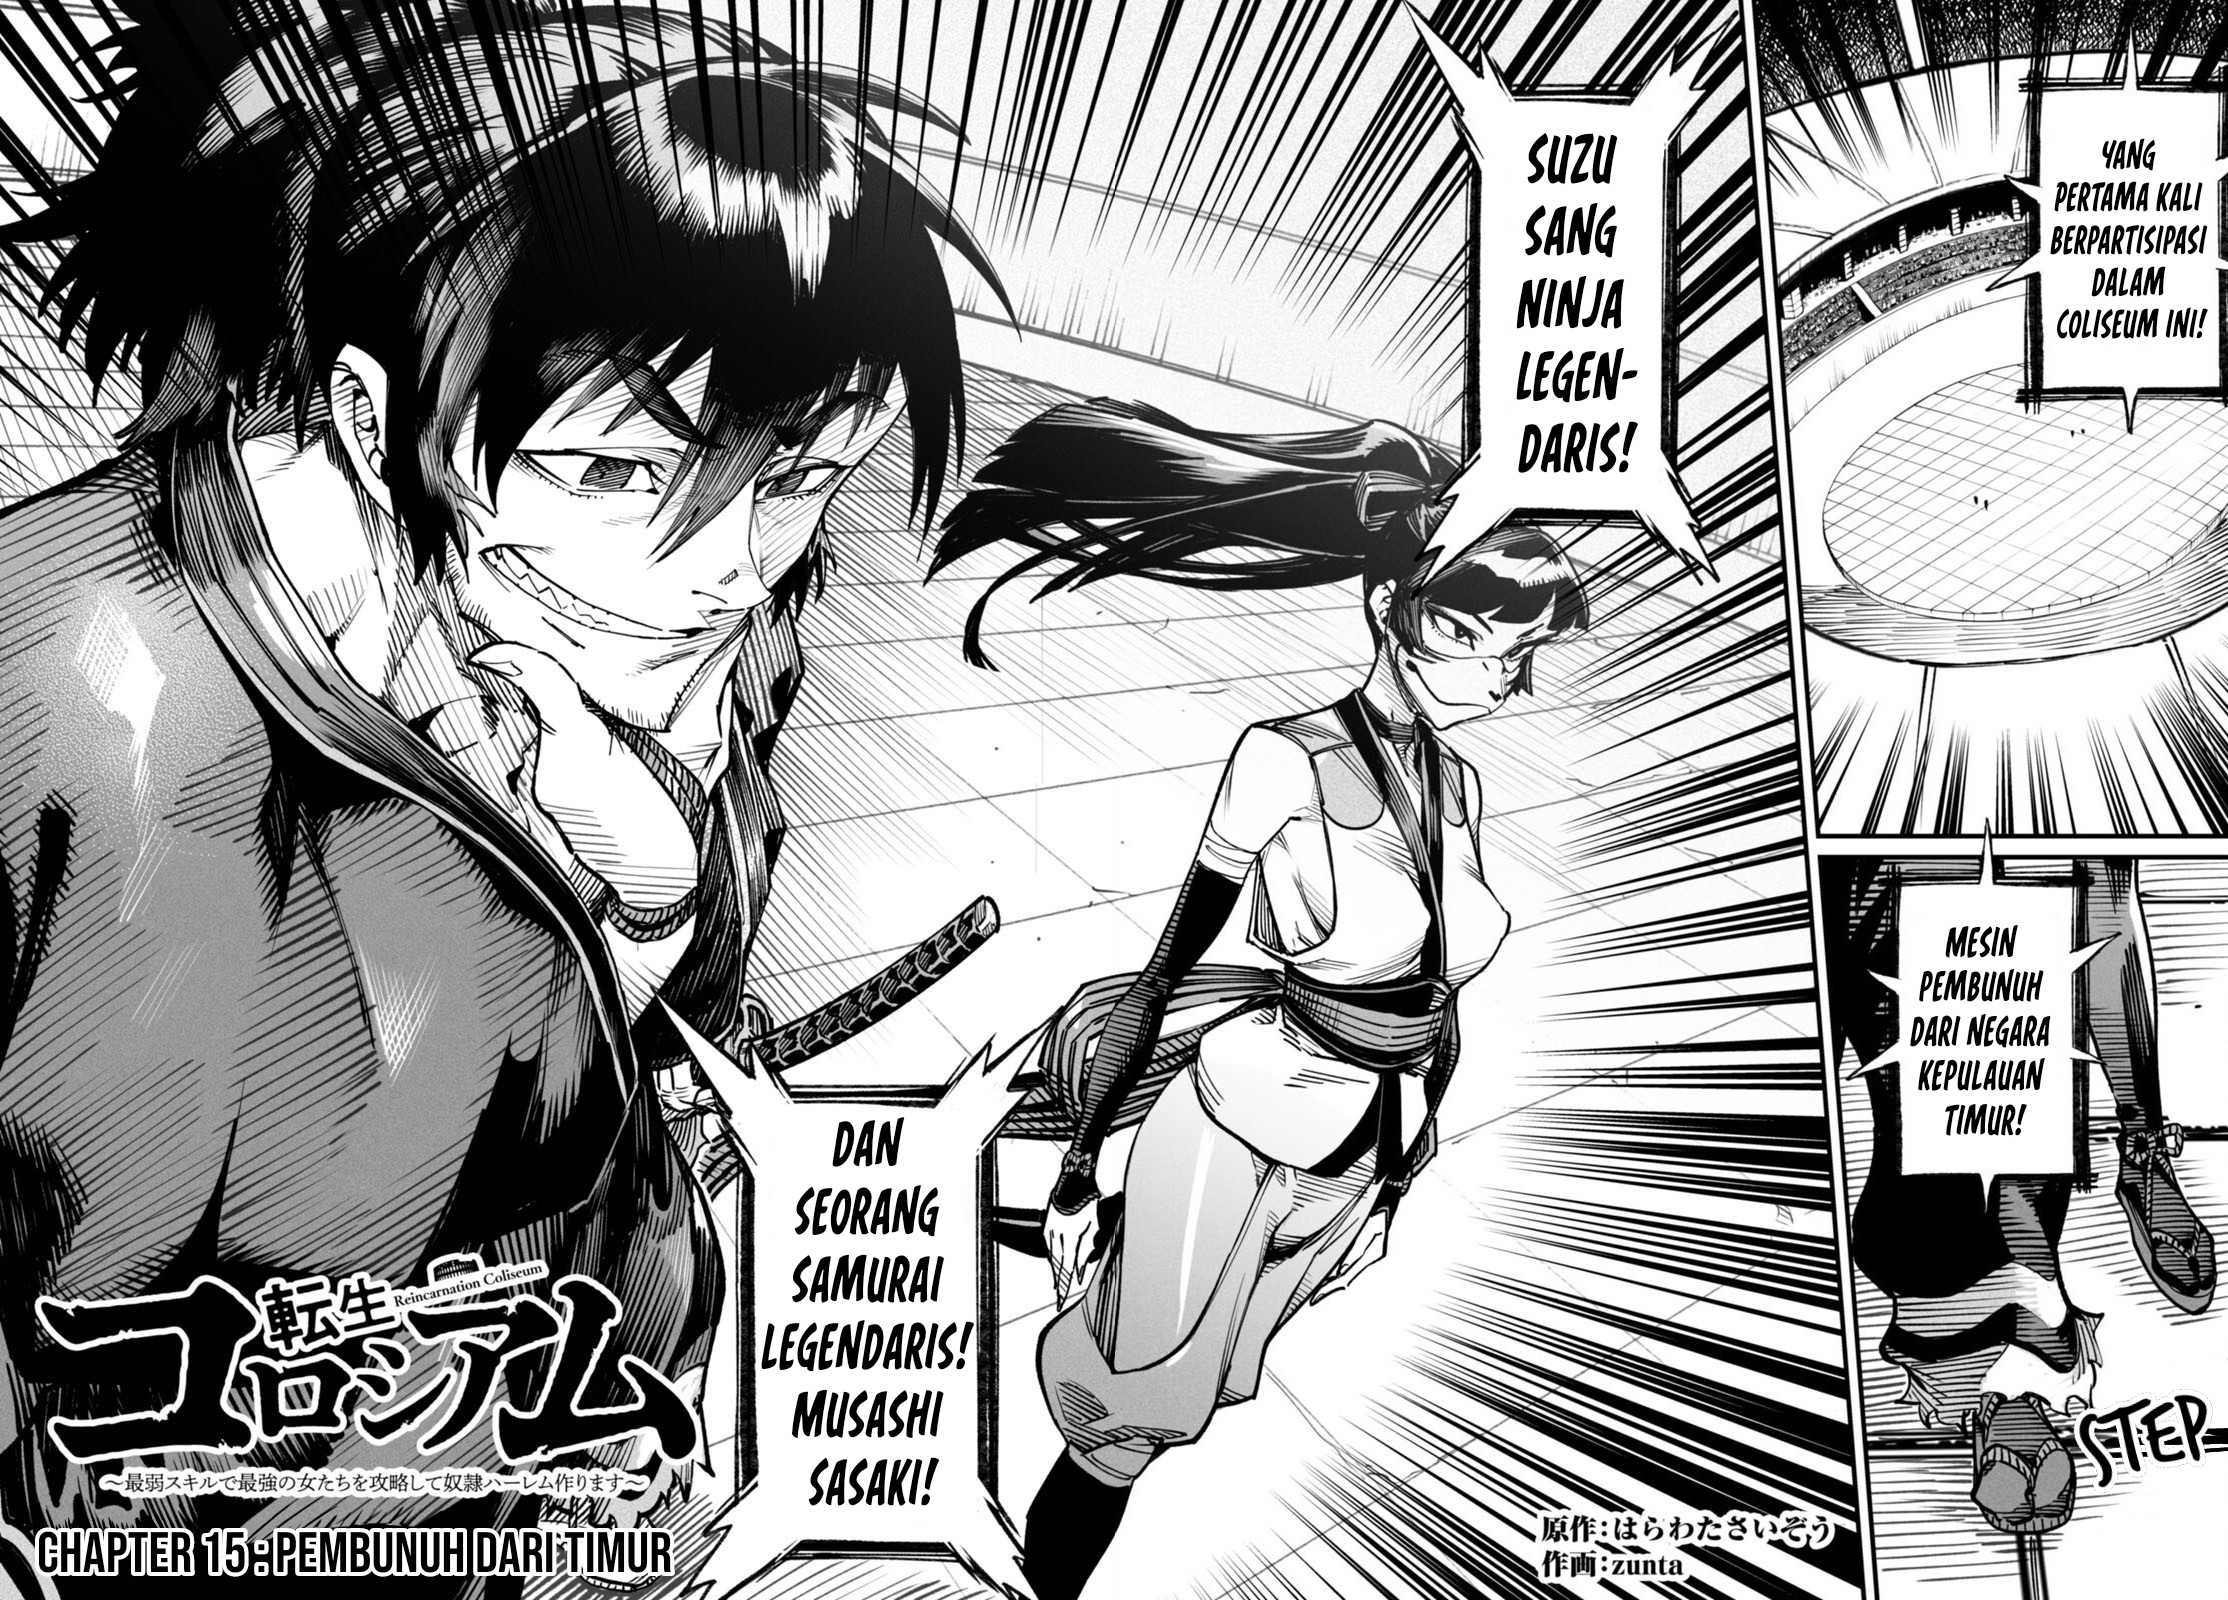 YANG
PERTAMA KALI
BERPARTISIPASI
DALAM
COLISEUM INI!
MESIN
PEMBUNUH
DARI NEGARA
KEPULAUAN
TIMUR!
STEP
SUZU
SANG
NINJA
LEGEN-
DARIS!
DAN
SEORANG
SAMURAI
LEGENDARIS!
MUSASHI
SASAKI!
転生
Reincarnation Coliseum
コロシアム
～最弱スキルで最強の女たちを攻略して奴隷ハーレム作ります～
CHAPTER 15 : PEMBUNUH DARI TIMUR
原作：はらわたさいぞう
作画：zunta